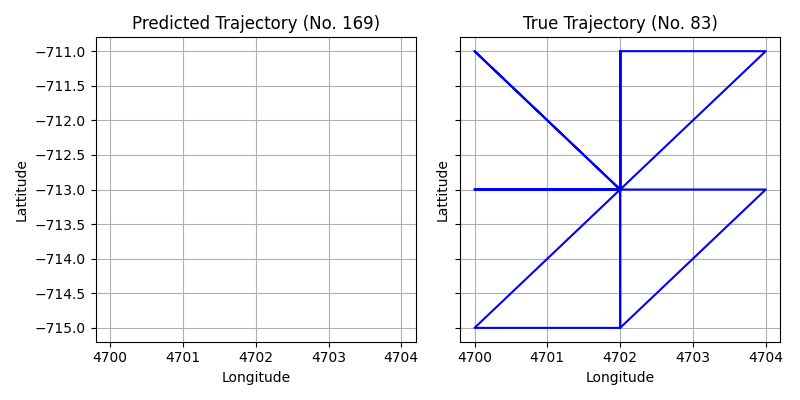 Predicted Trajectory (No. 169)
True Trajectory (No. 83)
Lattitude
−711.0
−711.5
−712.0
−712.5
−713.0
−713.5
−714.0
−714.5
−715.0
4700 4701 4702 4703 4704
Longitude
Lattitude
4700 4701 4702 4703 4704
Longitude